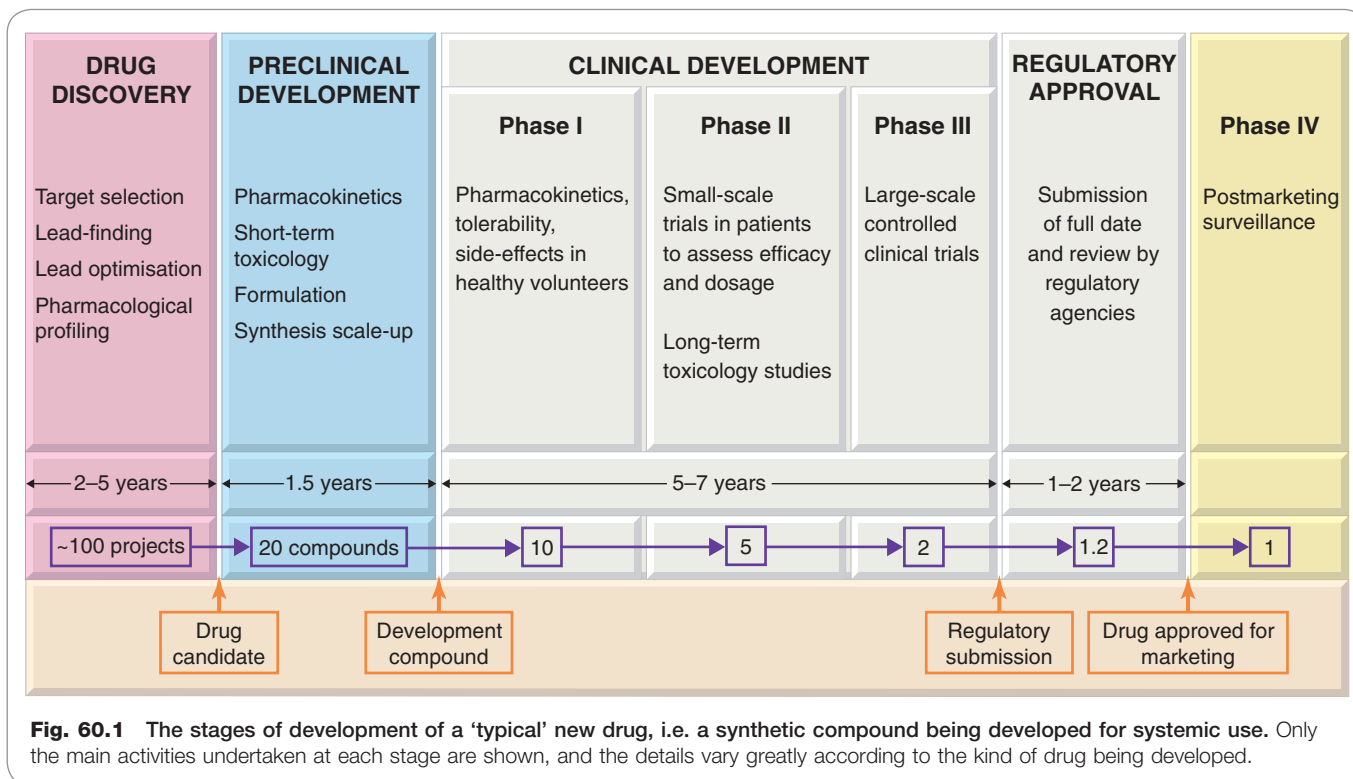 DRUG
DISCOVERY
Target selection
Lead-finding
Lead optimisation
Pharmacological
profiling
PRECLINICAL
DEVELOPMENT
Pharmacokinetics
Short-term
toxicology
Formulation
Synthesis scale-up
CLINICAL DEVELOPMENT
Phase I
Pharmacokinetics,
tolerability,
side-effects in
healthy volunteers
Phase II
Small-scale
trials in patients
to assess efficacy
and dosage
Long-term
toxicology studies
Phase III
Large-scale
controlled
clinical trials
REGULATORY
APPROVAL
Submission
of full date
and review by
regulatory
agencies
Phase IV
Postmarketing
surveillance
2–5 years
1.5 years
5–7 years
1–2 years
~100 projects
20 compounds
10
5
2
1.2
1
Drug
candidate
Development
compound
Regulatory
submission
Drug approved for
marketing
Fig. 60.1 The stages of development of a ‘typical’ new drug, i.e. a synthetic compound being developed for systemic use. Only
the main activities undertaken at each stage are shown, and the details vary greatly according to the kind of drug being developed.